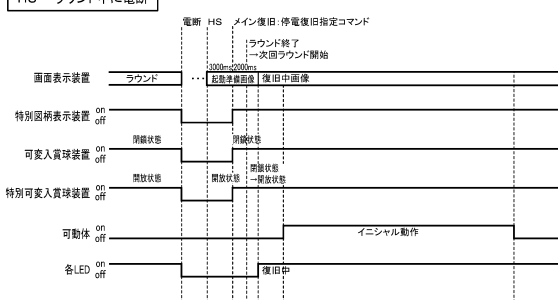 HS ラウンド中に電断
電断 HS メイン復旧：停電復旧指定コマンド
ラウンド終了
→次回ラウンド開始
3000ms 2000ms
画面表示装置 ラウンド ・・・ 起動準備画像 復旧中画像
特別図柄表示装置 on
off
閉鎖状態 閉鎖状態
可変入賞球装置 on
off
閉鎖状態
開放状態 開放状態 →開放状態
特別可変入賞球装置 on
off
可動体 on
off
イニシャル動作
各LED on
off
復旧中